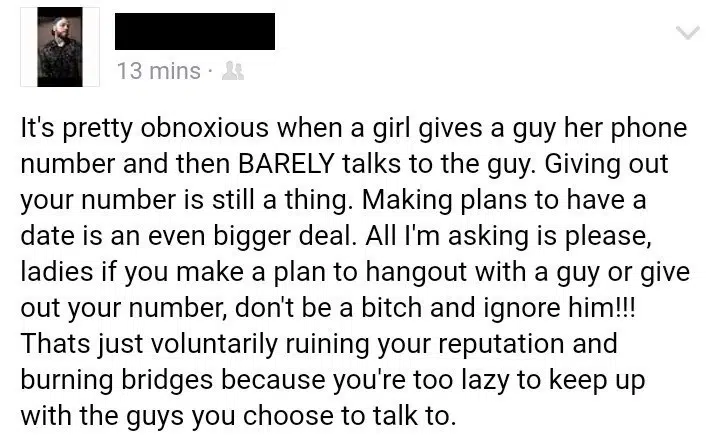 13 mins ·
It's pretty obnoxious when a girl gives a guy her phone
number and then BARELY talks to the guy. Giving out
your number is still a thing. Making plans to have a
date is an even bigger deal. All I'm asking is please,
ladies if you make a plan to hangout with a guy or give
out your number, don't be a bitch and ignore him!!!
Thats just voluntarily ruining your reputation and
burning bridges because you're too lazy to keep up
with the guys you choose to talk to.